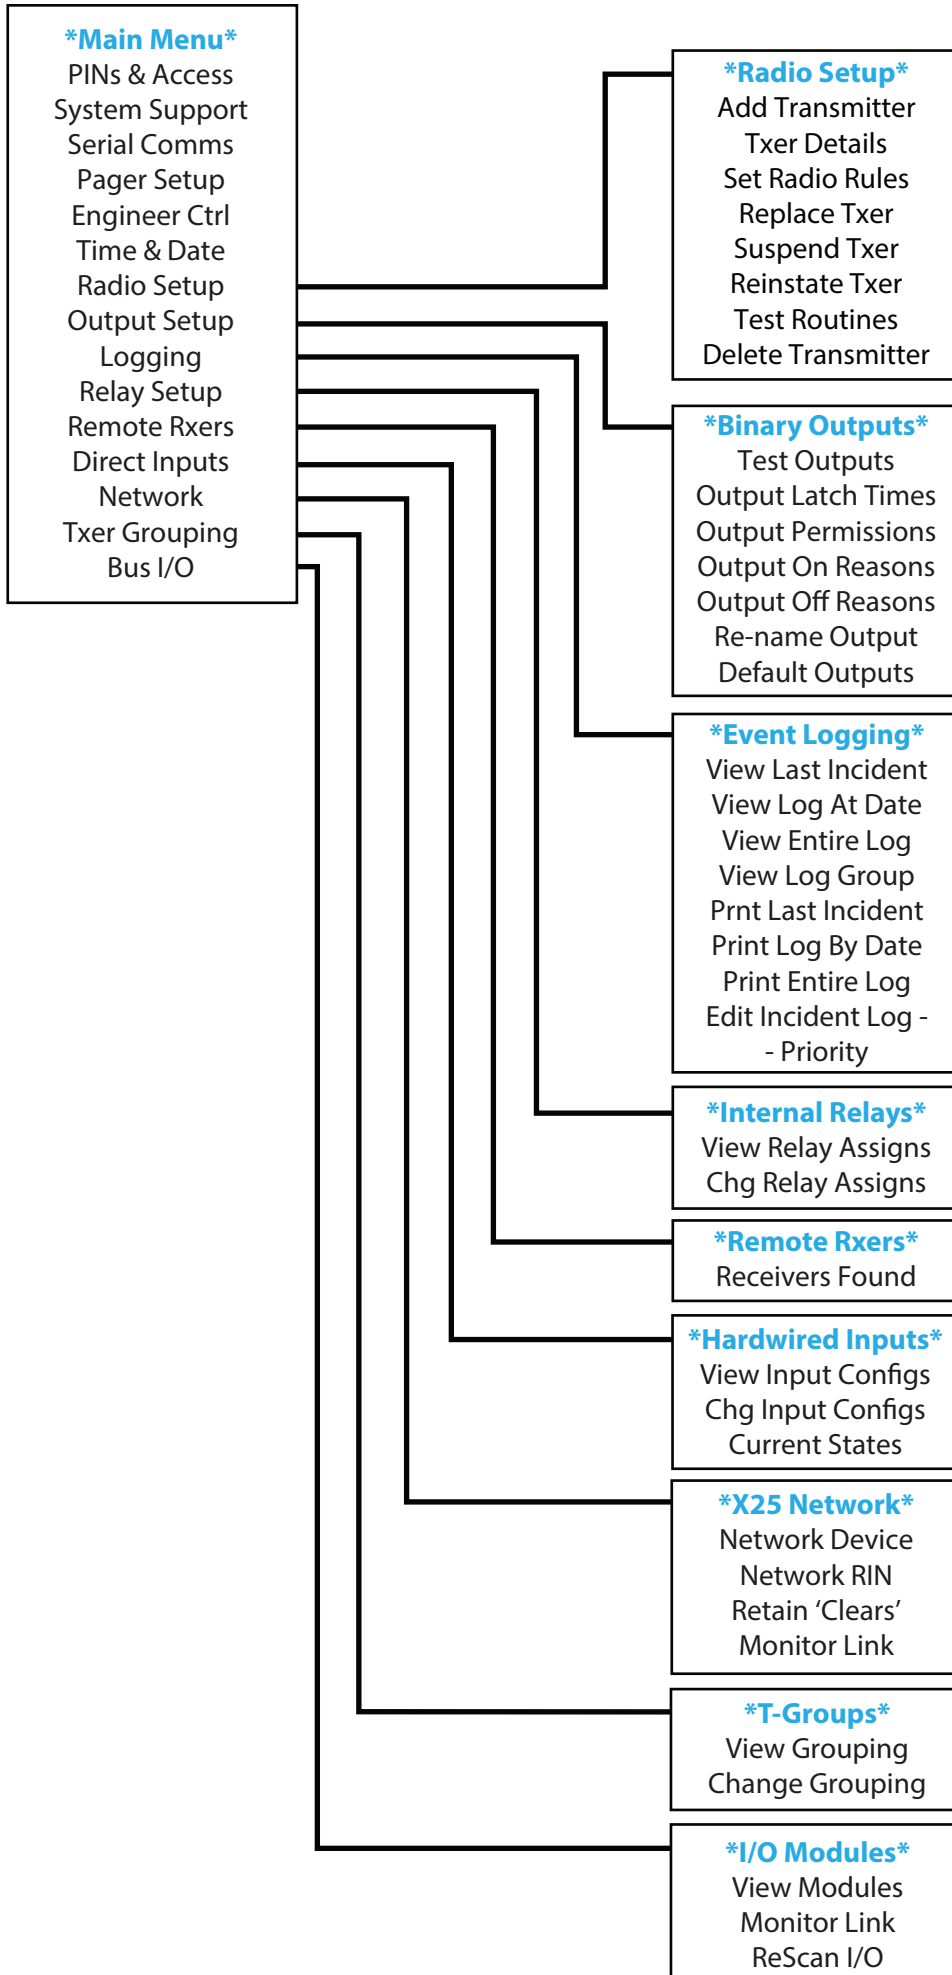 *Main Menu*
PINs & Access
System Support
Serial Comms
Pager Setup
Engineer Ctrl
Time & Date
Radio Setup
Output Setup
Logging
Relay Setup
Remote Rxers
Direct Inputs
Network
Txer Grouping
Bus I/O
*Radio Setup*
Add Transmitter
Txer Details
Set Radio Rules
Replace Txer
Suspend Txer
Reinstate Txer
Test Routines
Delete Transmitter
*Binary Outputs*
Test Outputs
Output Latch Times
Output Permissions
Output On Reasons
Output Off Reasons
Re-name Output
Default Outputs
*Event Logging*
View Last Incident
View Log At Date
View Entire Log
View Log Group
Prnt Last Incident
Print Log By Date
Print Entire Log
Edit Incident Log -
- Priority
*Internal Relays*
View Relay Assigns
Chg Relay Assigns
*Remote Rxers*
Receivers Found
*Hardwired Inputs*
View Input Configs
Chg Input Configs
Current States
*X25 Network*
Network Device
Network RIN
Retain ‘Clears’
Monitor Link
*T-Groups*
View Grouping
Change Grouping
*I/O Modules*
View Modules
Monitor Link
ReScan I/O